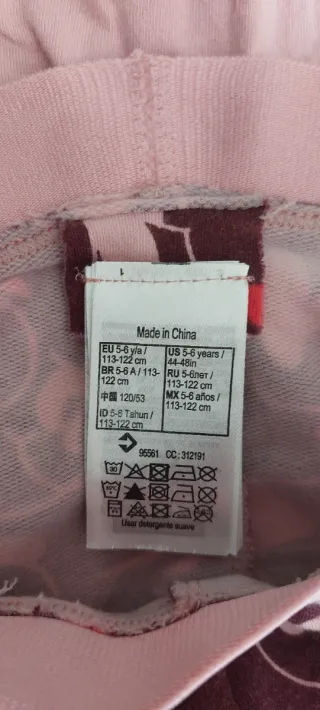 1
Made in China
EU 5-6 y/a /
113-122 cm
BR 5-6 A / 113-
122 cm
中國 120/53
ID 5-6 Tahun /
113-122 cm
US 5-6 years /
44-48in
RU 5-6лет /
113-122 cm
MX 5-6 años /
113-122 cm
95561 CC: 312191
Usar detergente suave